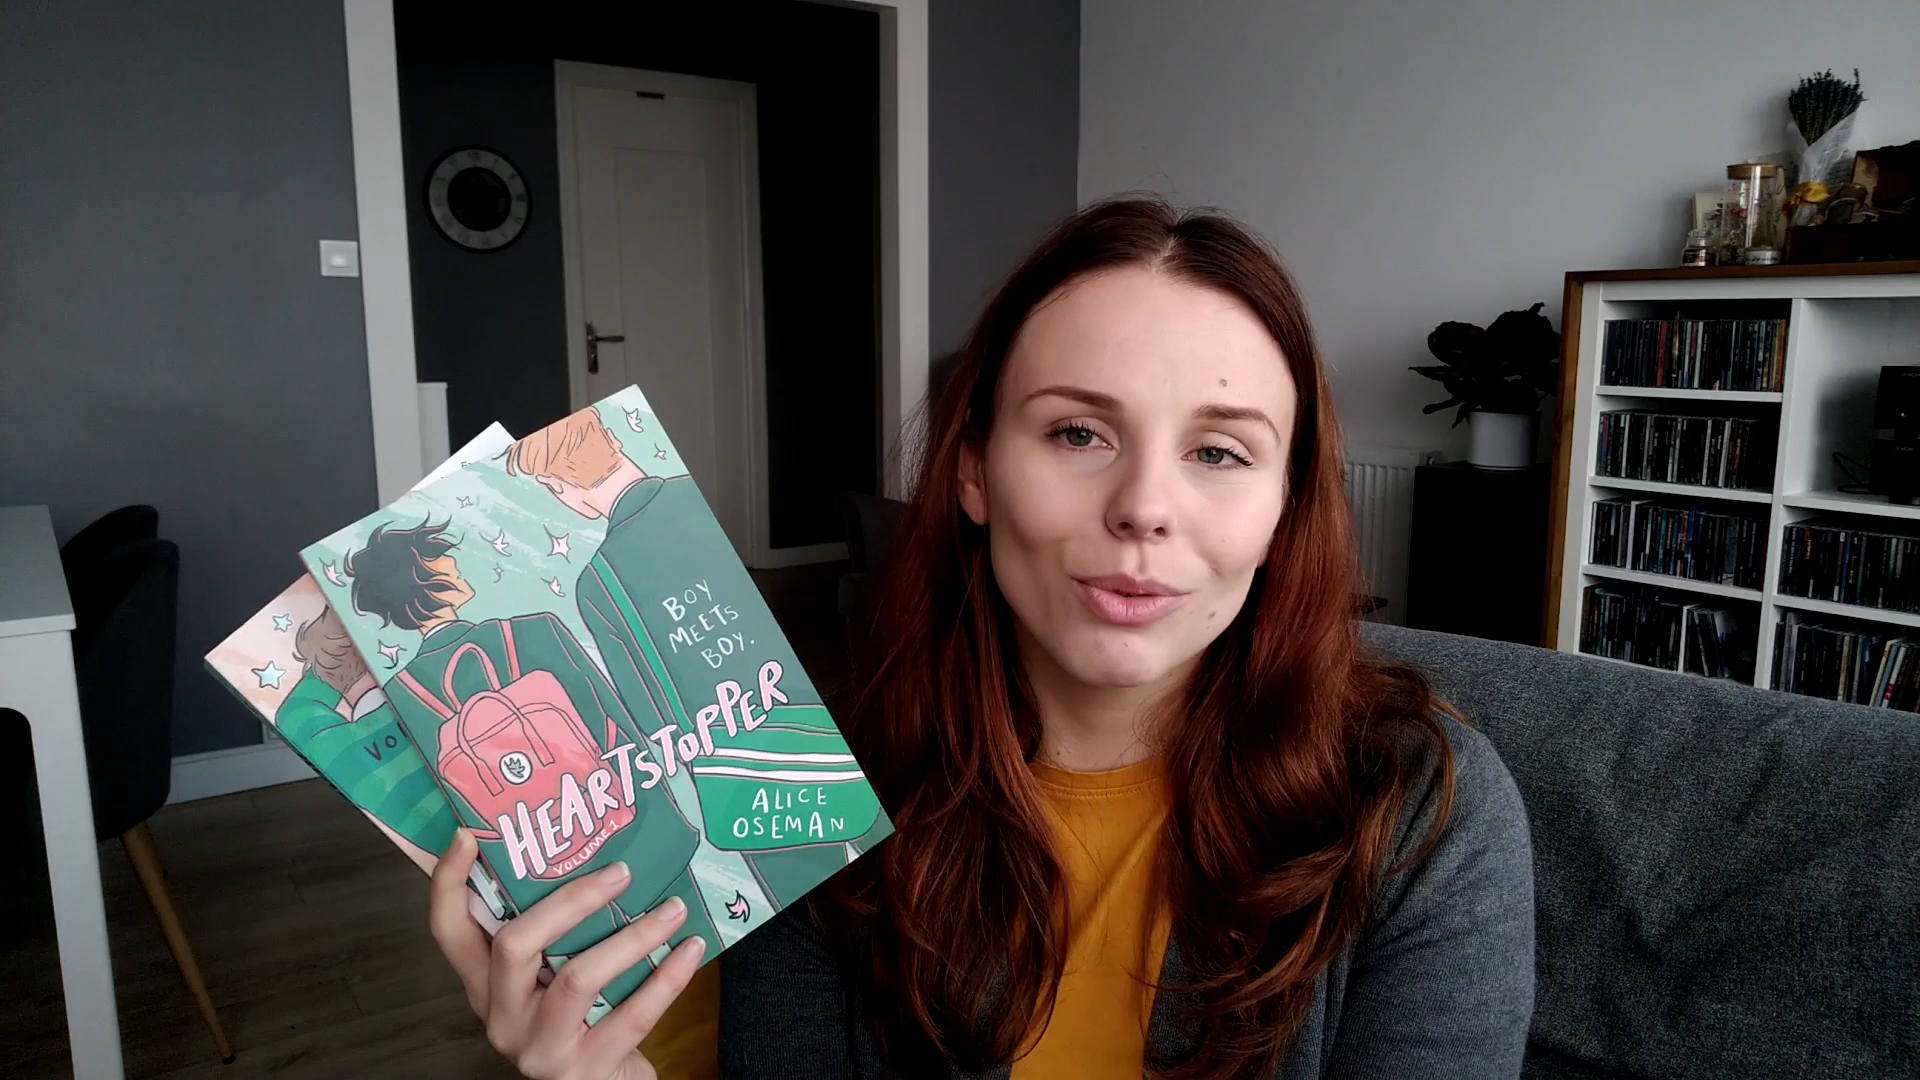 BOY
MEETS
BOY.
HEARTSTOPPER
VOLUME 1
ALICE
OSEMAN